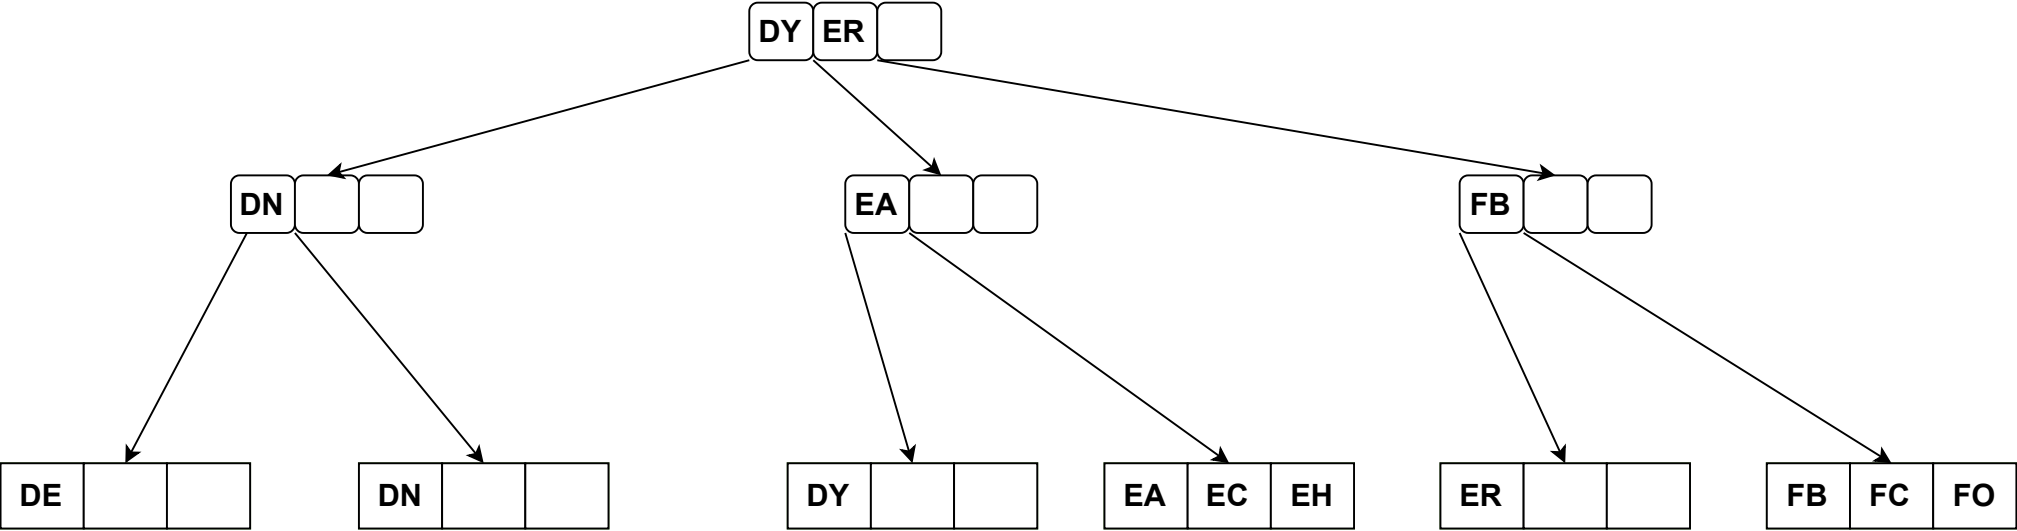 DY ER
DN
EA
FB
DE
DN
DY
EA EC EH
ER
FB FC FO